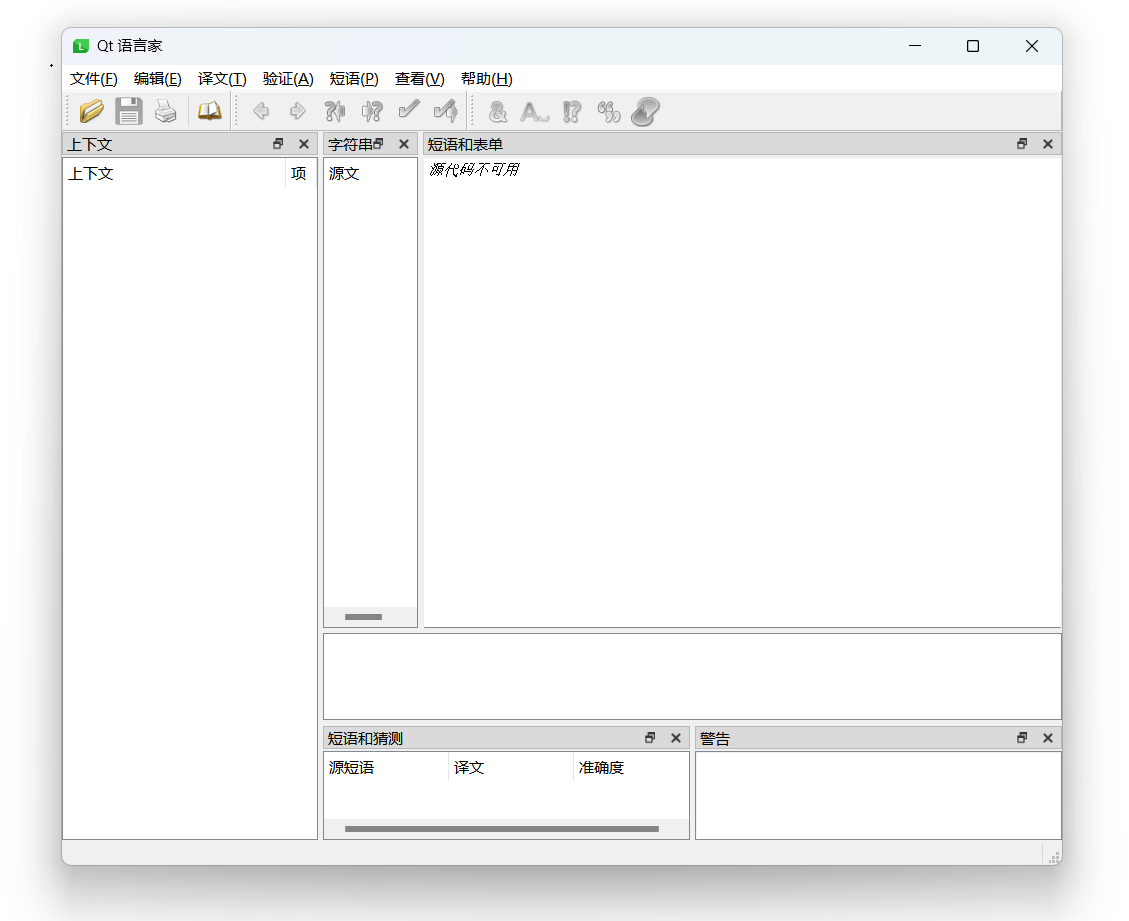 Qt 语言家
文件(F) 编辑(E) 译文(T) 验证(A) 短语(P) 查看(V) 帮助(H)
上下文
字符串
短语和表单
上下文 项
源文
源代码不可用
短语和猜测
警告
源短语 译文 准确度